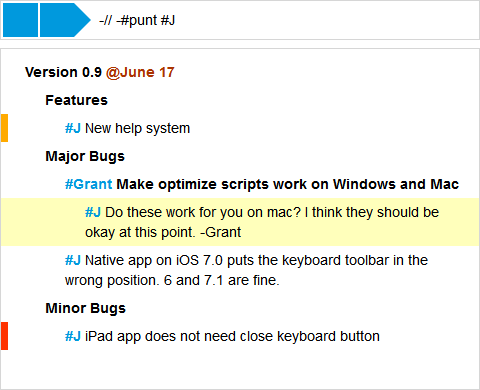 -// -#punt #J
Version 0.9 @June 17
Features
#J New help system
Major Bugs
#Grant Make optimize scripts work on Windows and Mac
#J Do these work for you on mac? I think they should be
okay at this point. -Grant
#J Native app on iOS 7.0 puts the keyboard toolbar in the
wrong position. 6 and 7.1 are fine.
Minor Bugs
#J iPad app does not need close keyboard button